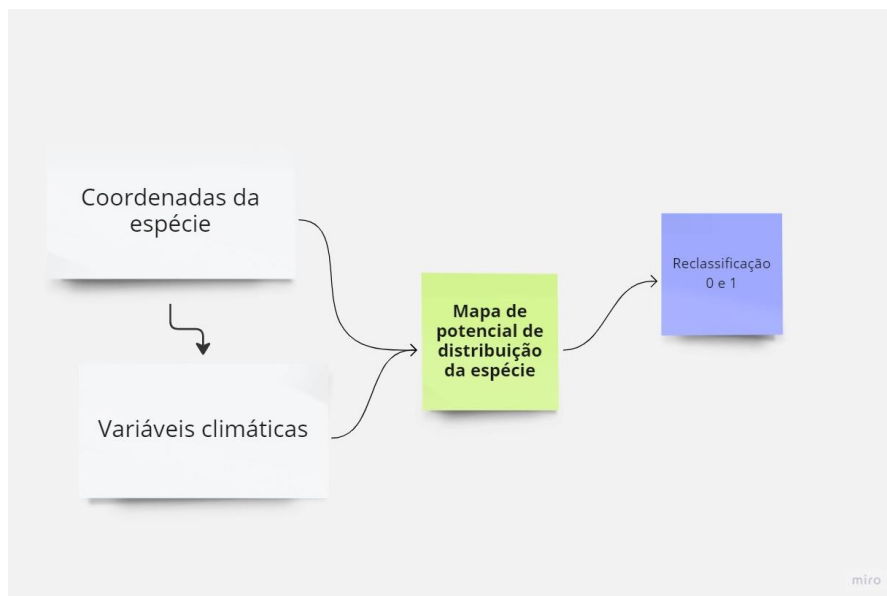 Coordenadas da
espécie
Variáveis climáticas
Mapa de
potencial de
distribuição
da espécie
Reclassificação
0 e 1
miro